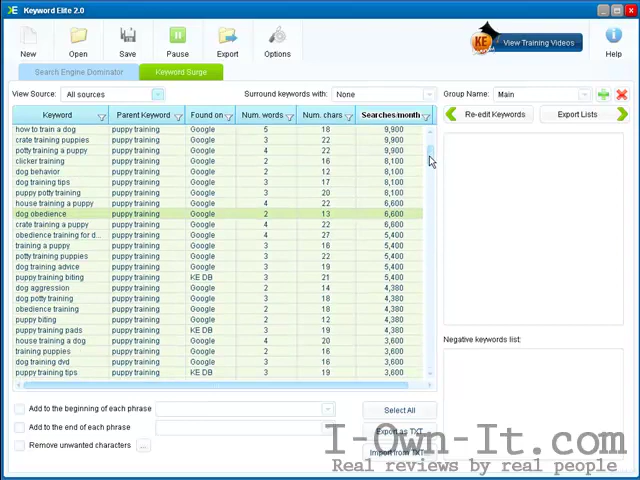 Keyword Elite 2.0
New
Open
Save
Pause
Export
Options
KE
View Training Videos
Help
Search Engine Dominator
Keyword Surge
View Source: All sources
Surround keywords with: None
Group Name: Main
Re-edit Keywords
Export Lists
Keyword Parent Keyword Found on Num. words Num. chars Searches/month
how to train a dog puppy training Google 5 18 9,900
crate training puppies puppy training Google 3 22 9,900
potty training a puppy puppy training Google 4 22 9,900
clicker training puppy training Google 2 16 8,100
dog behavior puppy training Google 2 12 8,100
dog training tips puppy training Google 3 17 8,100
puppy potty training puppy training Google 3 20 8,100
house training a puppy puppy training Google 4 22 6,600
dog obedience puppy training Google 2 13 6,600
crate training a puppy puppy training Google 4 22 6,600
obedience training for d... puppy training Google 4 27 5,400
training a puppy puppy training Google 3 16 5,400
potty training puppies puppy training Google 3 22 5,400
dog training advice puppy training Google 3 19 5,400
puppy training biting puppy training KE DB 3 21 5,400
dog aggression puppy training Google 2 14 4,380
dog potty training puppy training Google 3 18 4,380
obedience training puppy training Google 2 18 4,380
puppy biting puppy training Google 2 12 4,380
puppy training pads puppy training KE DB 3 19 4,380
house training a dog puppy training Google 4 20 3,600
training puppies puppy training Google 2 16 3,600
dog training dvd puppy training Google 3 16 3,600
puppy training tips puppy training KE DB 3 19 3,600
Negative keywords list:
Add to the beginning of each phrase
Add to the end of each phrase
Remove unwanted characters ...
Select All
Export as TXT...
Import from TXT...
I-Own-It.com
Real reviews by real people